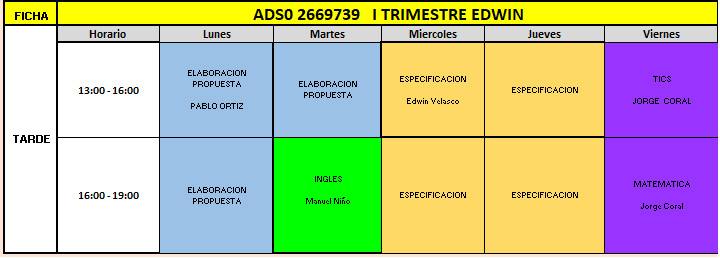 FICHA ADS0 2669739 I TRIMESTRE EDWIN
Horario Lunes Martes Miercoles Jueves Viernes
TARDE
13:00 - 16:00
ELABORACION
PROPUESTA
PABLO ORTIZ
ELABORACION
PROPUESTA
ESPECIFICACION
Edwin Velasco
ESPECIFICACION
TICS
JORGE CORAL
16:00 - 19:00
ELABORACION
PROPUESTA
INGLES
Manuel Niño
ESPECIFICACION
ESPECIFICACION
MATEMATICA
Jorge Coral